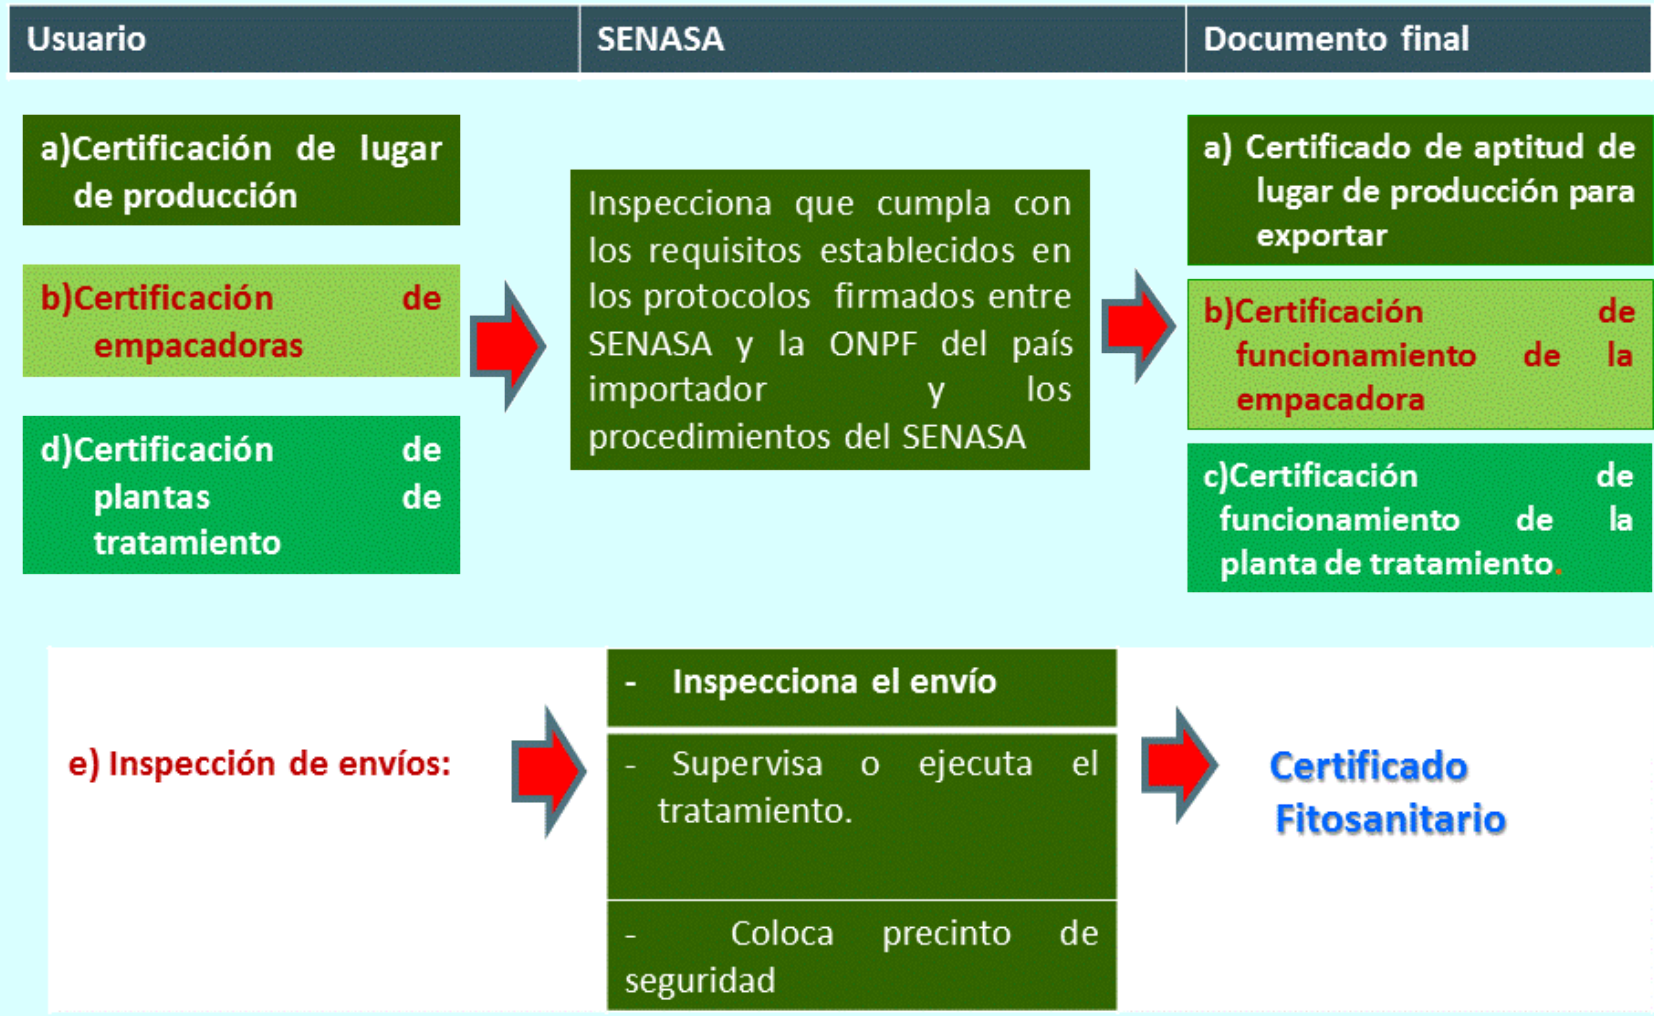 Usuario
SENASA
Documento final
a)Certificación de lugar
de producción
b)Certificación de
empacadoras
d)Certificación de
plantas de
tratamiento
Inspecciona que cumpla con
los requisitos establecidos en
los protocolos firmados entre
SENASA y la ONPF del país
importador y los
procedimientos del SENASA
a) Certificado de aptitud de
lugar de producción para
exportar
b)Certificación de
funcionamiento de la
empacadora
c)Certificación de
funcionamiento de la
planta de tratamiento.
e) Inspección de envíos:
- Inspecciona el envío
- Supervisa o ejecuta el
tratamiento.
- Coloca precinto de
seguridad
Certificado
Fitosanitario